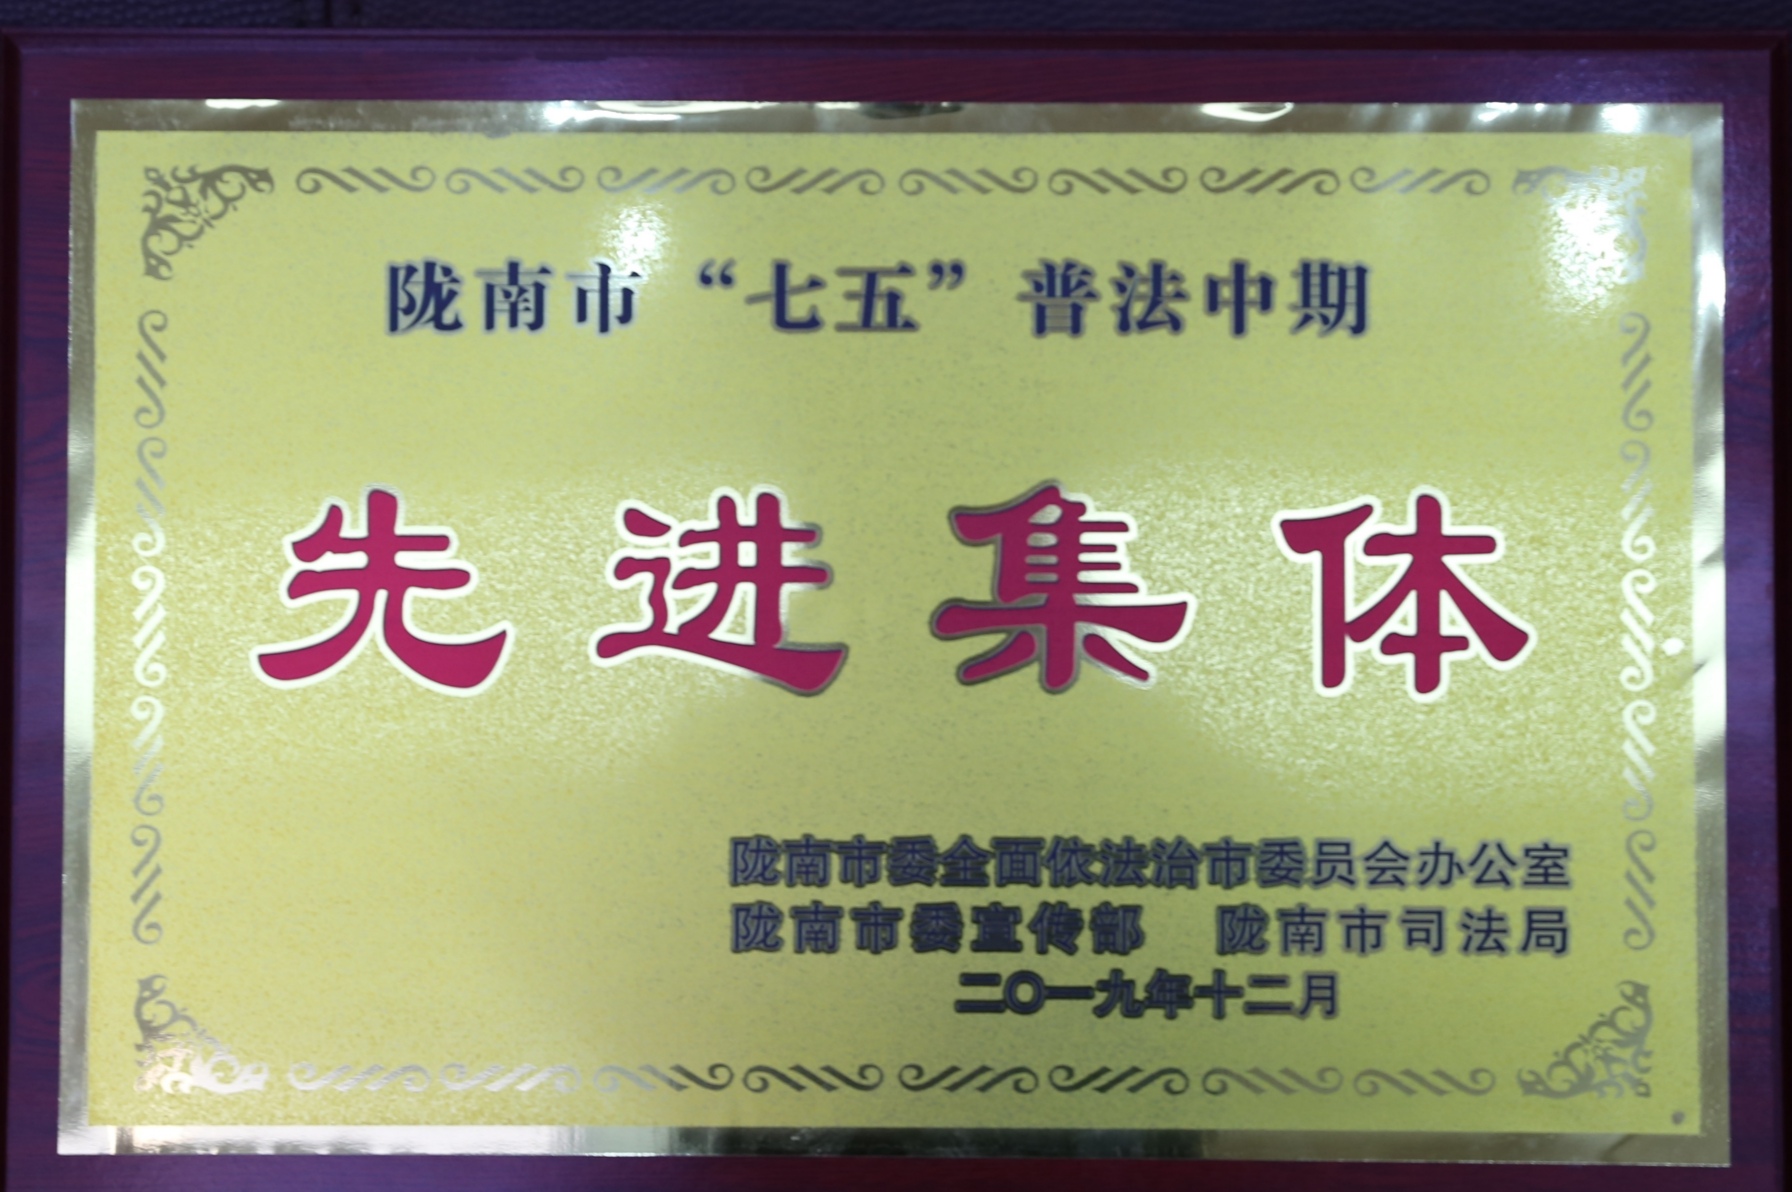 陇南市“七五”普法中期
先进集体
陇南市委全面依法治市委员会办公室
陇南市委宣传部 陇南市司法局
二〇一九年十二月